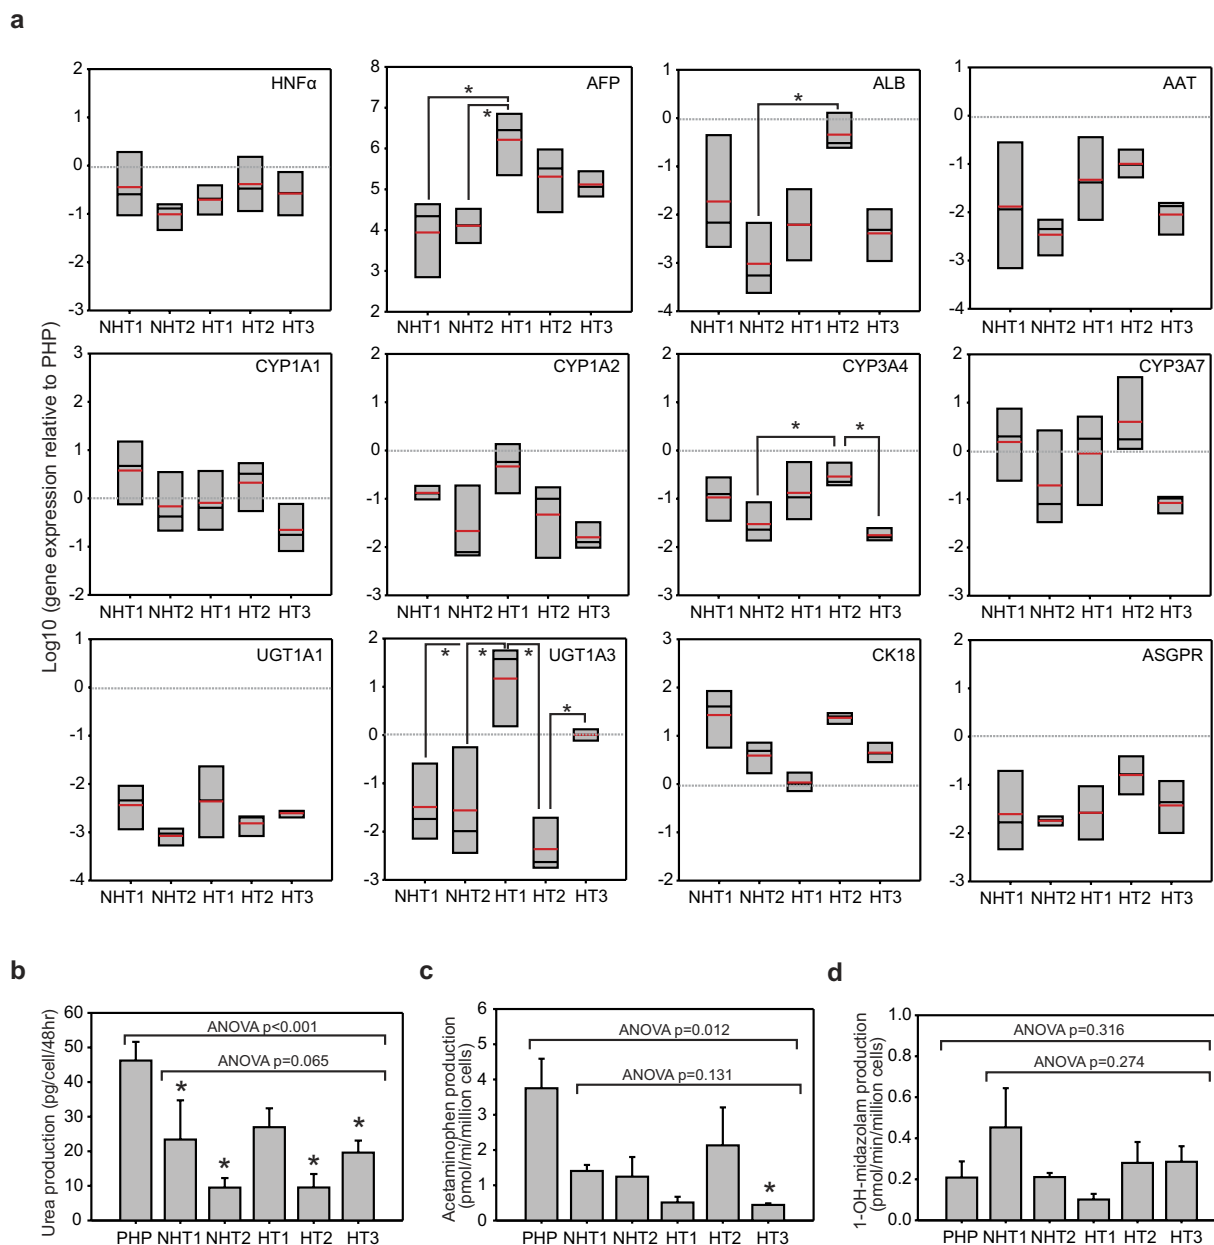 a
Log10 (gene expression relative to PHP)
HNFα
2
1
0
-1
-2
-3
NHT1 NHT2 HT1 HT2 HT3
AFP
8
7
6
5
4
3
2
* *
NHT1 NHT2 HT1 HT2 HT3
ALB
1
0
-1
-2
-3
-4
*
NHT1 NHT2 HT1 HT2 HT3
AAT
1
0
-1
-2
-3
-4
NHT1 NHT2 HT1 HT2 HT3
CYP1A1
3
2
1
0
-1
-2
NHT1 NHT2 HT1 HT2 HT3
CYP1A2
2
1
0
-1
-2
-3
NHT1 NHT2 HT1 HT2 HT3
CYP3A4
2
1
0
-1
-2
-3
* *
NHT1 NHT2 HT1 HT2 HT3
CYP3A7
2
1
0
-1
-2
-3
NHT1 NHT2 HT1 HT2 HT3
UGT1A1
1
0
-1
-2
-3
-4
NHT1 NHT2 HT1 HT2 HT3
UGT1A3
2
1
0
-1
-2
-3
* * * *
NHT1 NHT2 HT1 HT2 HT3
CK18
3
2
1
0
-1
-2
NHT1 NHT2 HT1 HT2 HT3
ASGPR
2
1
0
-1
-2
-3
NHT1 NHT2 HT1 HT2 HT3
b
Urea production (pg/cell/48hr)
60
50
40
30
20
10
0
ANOVA p<0.001
ANOVA p=0.065
* * * *
PHP NHT1 NHT2 HT1 HT2 HT3
c
Acetaminophen production
(pmol/mi/million cells)
6
5
4
3
2
1
0
ANOVA p=0.012
ANOVA p=0.131
*
PHP NHT1 NHT2 HT1 HT2 HT3
d
1-OH-midazolam production
(pmol/min/million cells)
1.0
0.8
0.6
0.4
0.2
0.0
ANOVA p=0.316
ANOVA p=0.274
PHP NHT1 NHT2 HT1 HT2 HT3